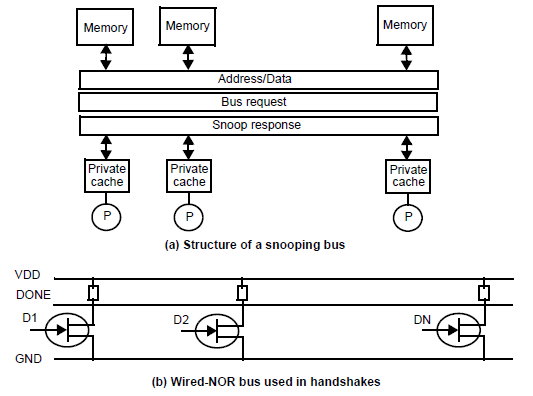 Memory Memory Memory
Address/Data
Bus request
Snoop response
Private Private Private
cache cache cache
P P P
(a) Structure of a snooping bus
VDD
DONE
D1 D2 DN
GND
(b) Wired-NOR bus used in handshakes